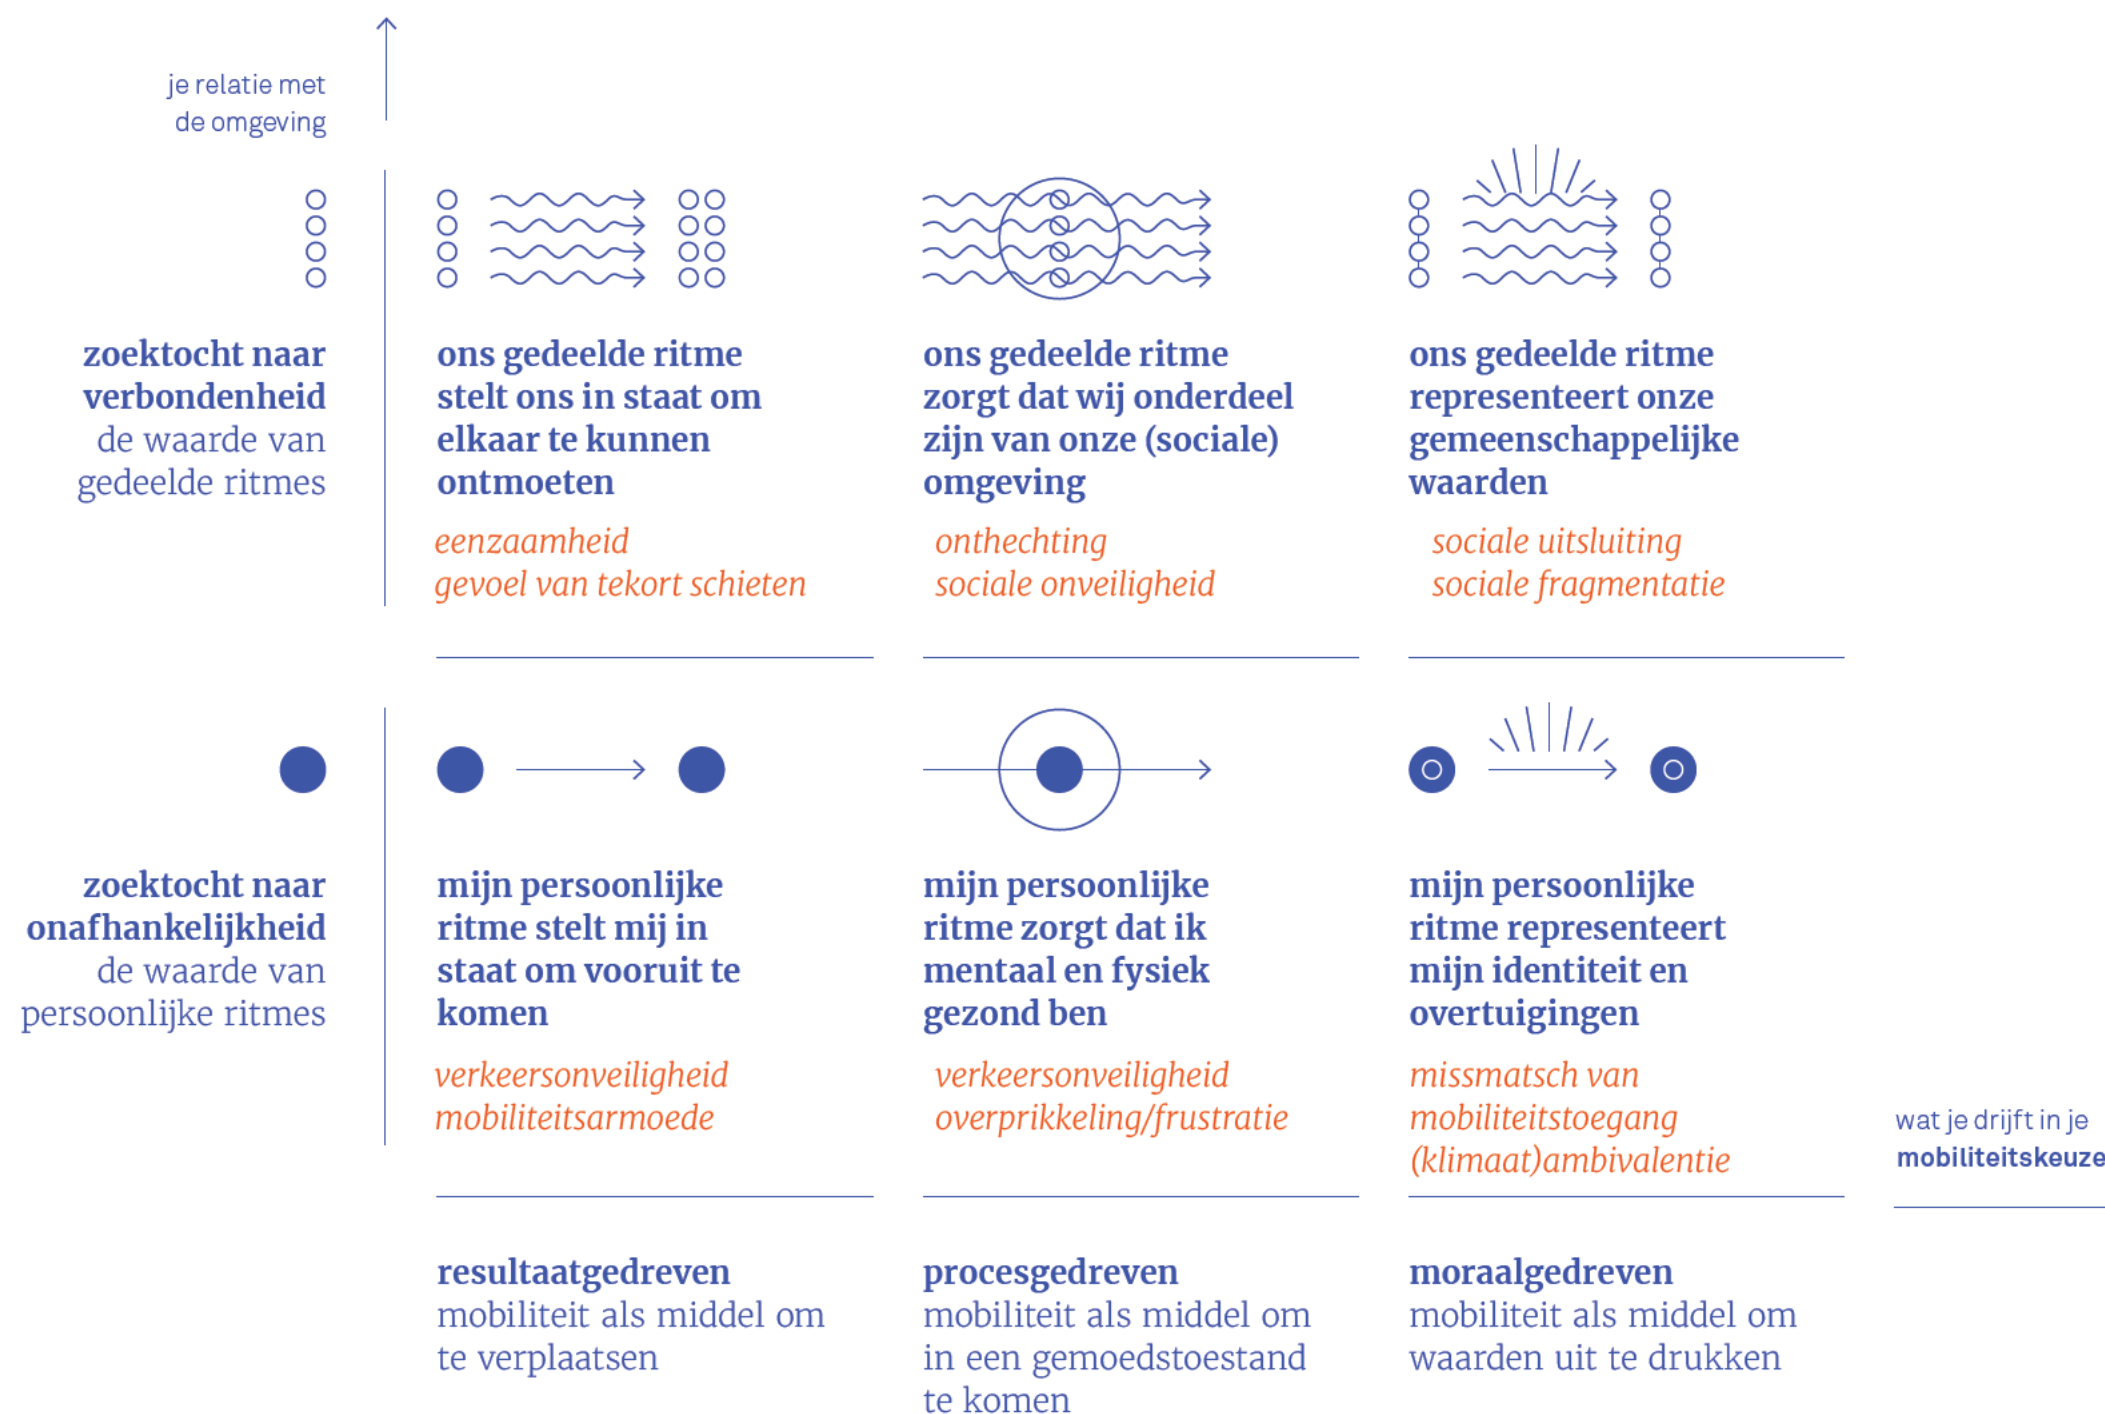 je relatie met
de omgeving
zoektocht naar
verbondenheid
de waarde van
gedeelde ritmes
ons gedeelde ritme
stelt ons in staat om
elkaar te kunnen
ontmoeten
eenzaamheid
gevoel van tekort schieten
ons gedeelde ritme
zorgt dat wij onderdeel
zijn van onze (sociale)
omgeving
onthechting
sociale onveiligheid
ons gedeelde ritme
representeert onze
gemeenschappelijke
waarden
sociale uitsluiting
sociale fragmentatie
zoektocht naar
onafhankelijkheid
de waarde van
persoonlijke ritmes
mijn persoonlijke
ritme stelt mij in
staat om vooruit te
komen
verkeersonveiligheid
mobiliteitsarmoede
mijn persoonlijke
ritme zorgt dat ik
mentaal en fysiek
gezond ben
verkeersonveiligheid
overprikkeling/frustratie
mijn persoonlijke
ritme representeert
mijn identiteit en
overtuigingen
missmatsch van
mobiliteitstoegang
(klimaat)ambivalentie
wat je drijft in je
mobiliteitskeuze
resultaatgedreven
mobiliteit als middel om
te verplaatsen
procesgedreven
mobiliteit als middel om
in een gemoedstoestand
te komen
moraalgedreven
mobiliteit als middel om
waarden uit te drukken